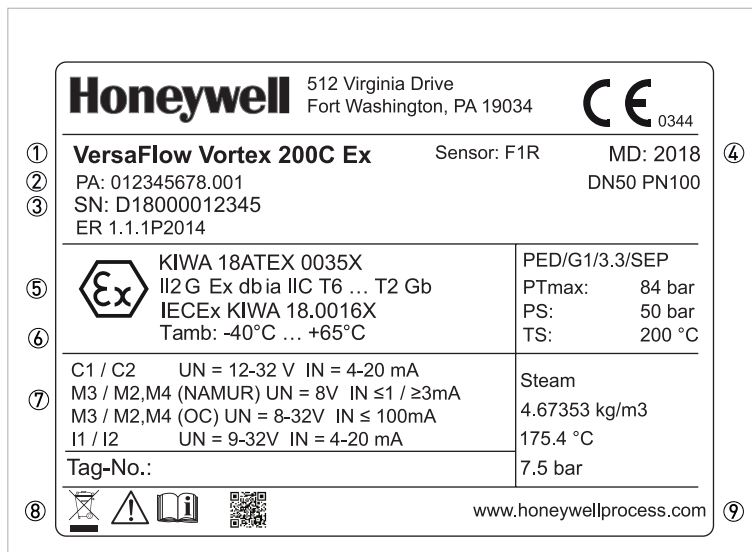 Honeywell
512 Virginia Drive
Fort Washington, PA 19034
CE 0344
① VersaFlow Vortex 200C Ex Sensor: F1R MD: 2018 ④
② PA: 012345678.001 DN50 PN100
③ SN: D18000012345
ER 1.1.1P2014
Ex
KIWA 18ATEX 0035X
⑤ II2 G Ex db ia IIC T6 ... T2 Gb
IECEx KIWA 18.0016X
⑥ Tamb: -40°C ... +65°C
PED/G1/3.3/SEP
PTmax: 84 bar
PS: 50 bar
TS: 200 °C
C1 / C2 UN = 12-32 V IN = 4-20 mA
⑦ M3 / M2,M4 (NAMUR) UN = 8V IN ≤1 / ≥3mA
M3 / M2,M4 (OC) UN = 8-32V IN ≤ 100mA
I1 / I2 UN = 9-32V IN = 4-20 mA
Tag-No.:
Steam
4.67353 kg/m3
175.4 °C
7.5 bar
⑧ i www.honeywellprocess.com ⑨